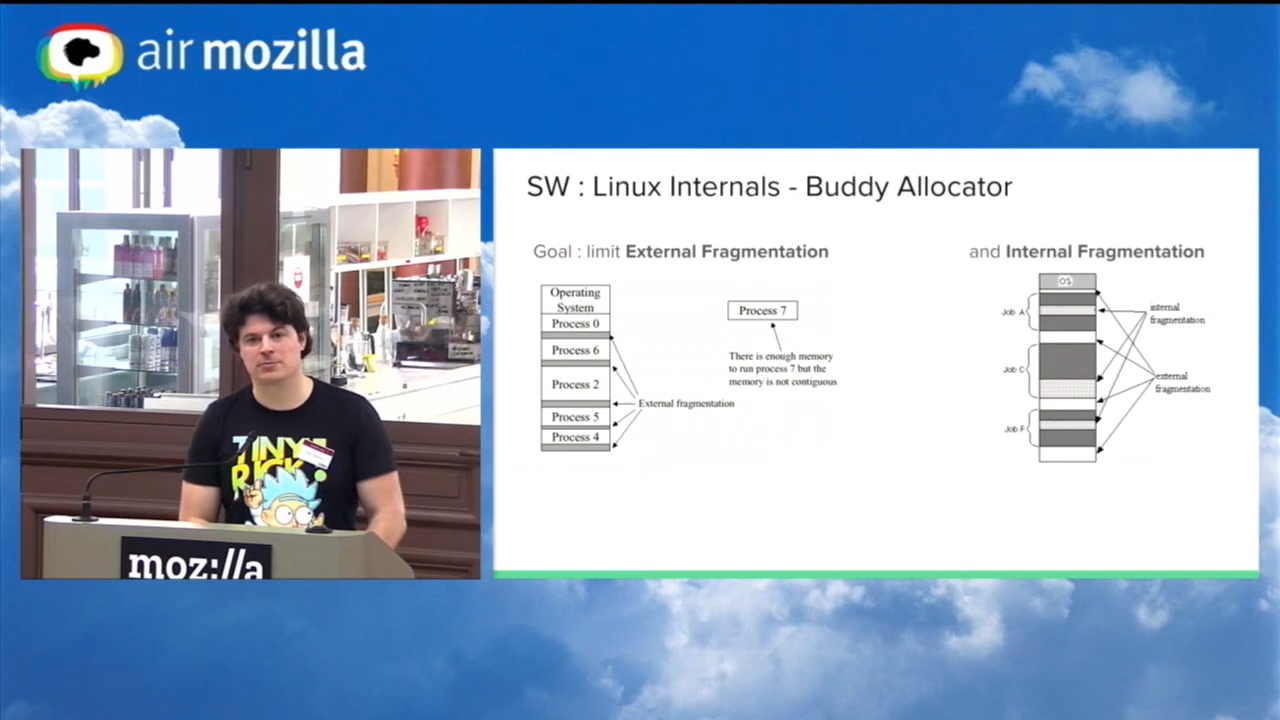 air mozilla
TINY
RICK!
moz://a
SW : Linux Internals - Buddy Allocator
Goal : limit External Fragmentation
Operating
System
Process 0
Process 6
Process 2
Process 5
Process 4
External fragmentation
Process 7
There is enough memory
to run process 7 but the
memory is not contiguous
and Internal Fragmentation
OS
Job A
Job C
Job F
internal
fragmentation
external
fragmentation